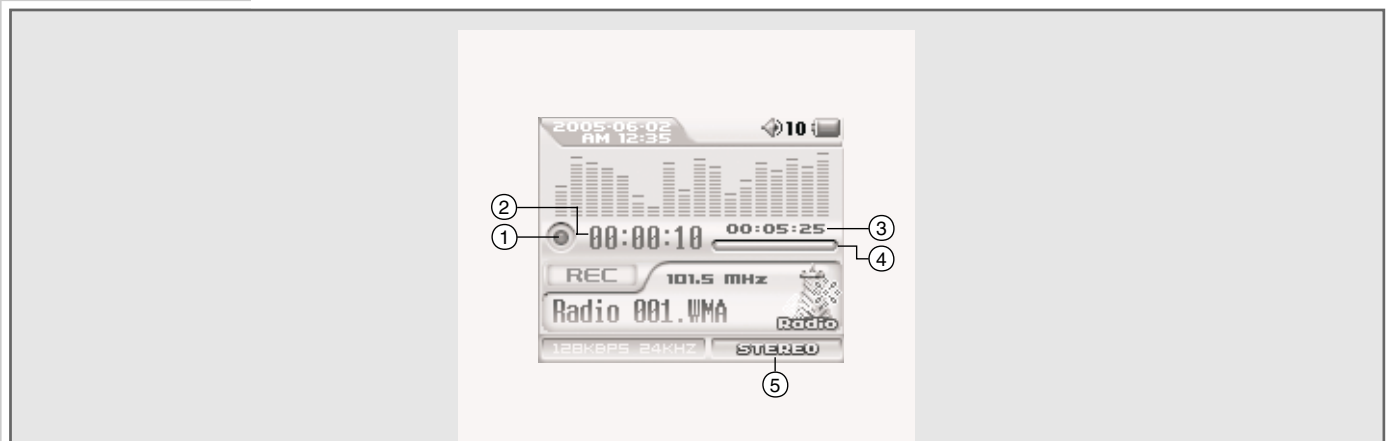 2005-06-02
AM 12:35
10
②
①
00:00:10
00:05:25
③
④
REC
101.5 MHz
Radio 001.WMA
Radio
128KBPS 24KHZ
STEREO
⑤